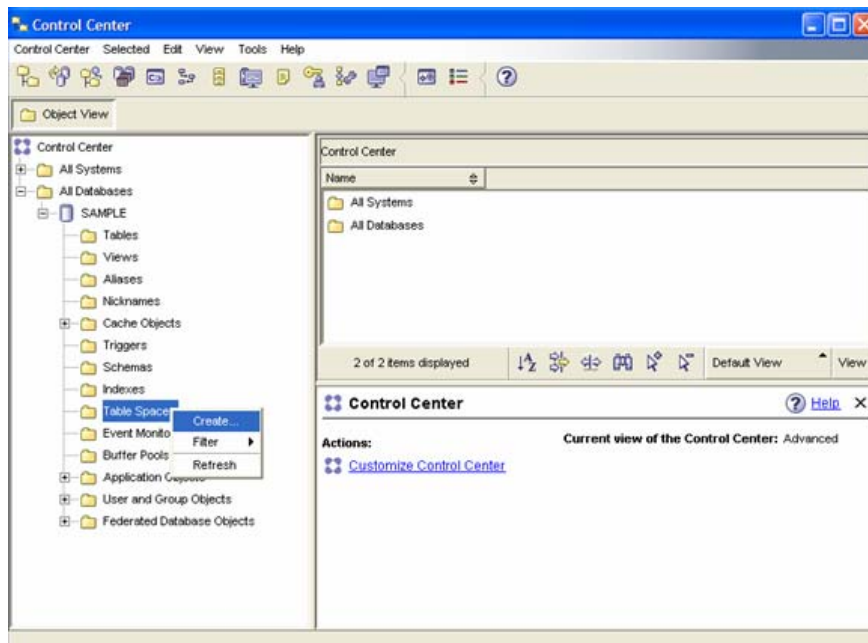 Control Center
Control Center Selected Edit View Tools Help
Object View
Control Center
All Systems
All Databases
SAMPLE
Tables
Views
Aliases
Nicknames
Cache Objects
Triggers
Schemas
Indexes
Table Space
Event Monito
Buffer Pools
Application O
User and Group Objects
Federated Database Objects
Create...
Filter
Refresh
Control Center
Name
All Systems
All Databases
2 of 2 items displayed
Default View
View
Control Center
Help
Actions:
Current view of the Control Center: Advanced
Customize Control Center